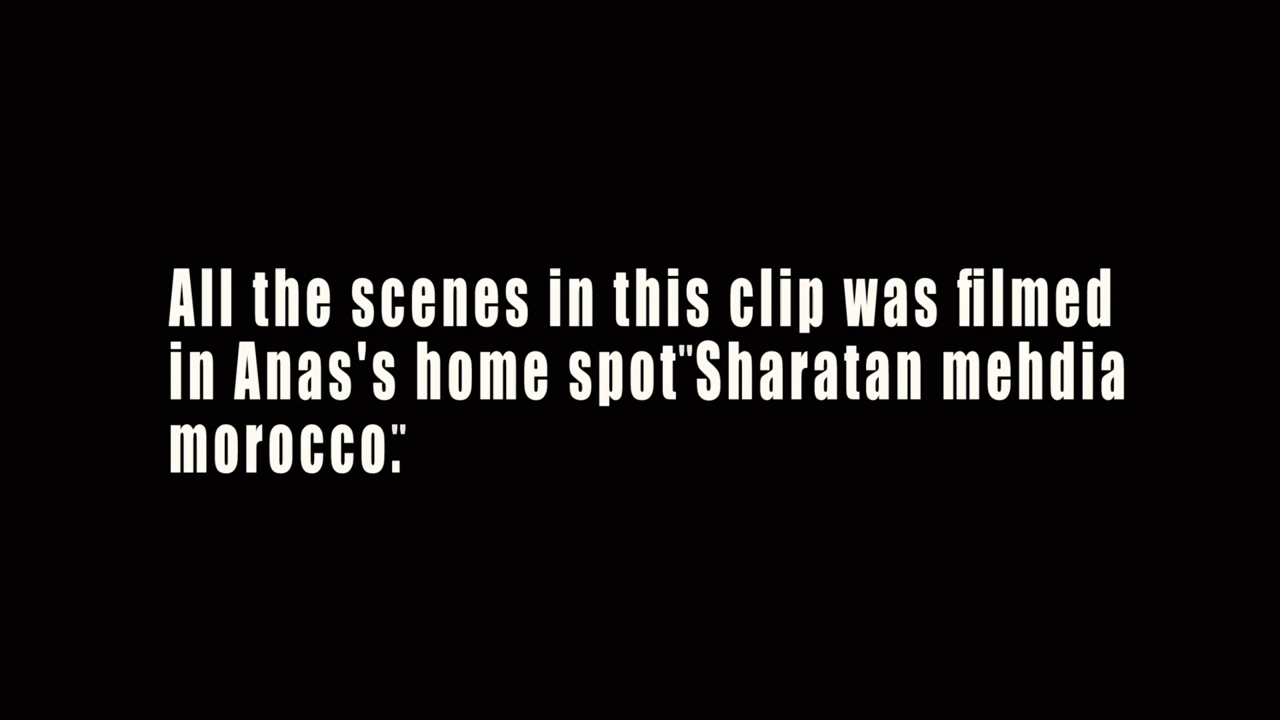 All the scenes in this clip was filmed
in Anas's home spot"Sharatan mehdia
morocco."